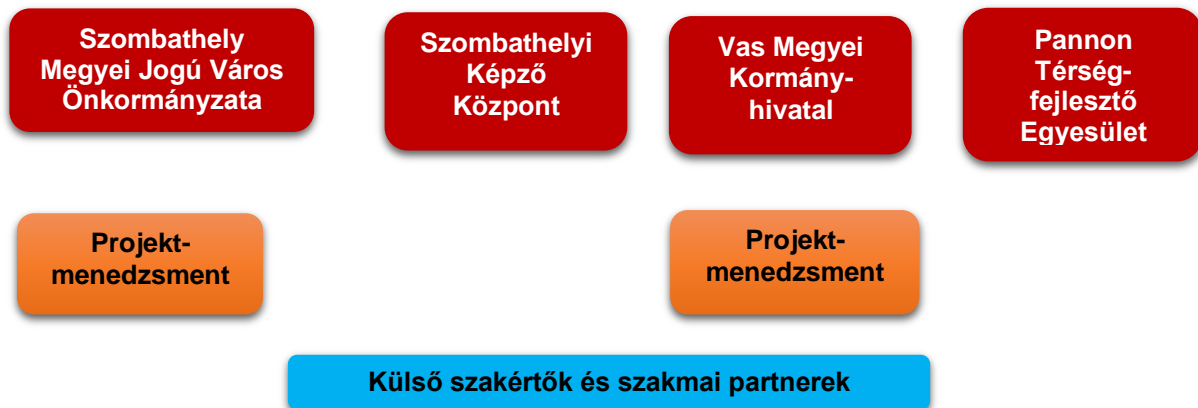 Szombathely
Megyei Jogú Város
Önkormányzata
Szombathelyi
Képző
Központ
Vas Megyei
Kormány-
hivatal
Pannon
Térség-
fejlesztő
Egyesület
Projekt-
menedzsment
Projekt-
menedzsment
Külső szakértők és szakmai partnerek